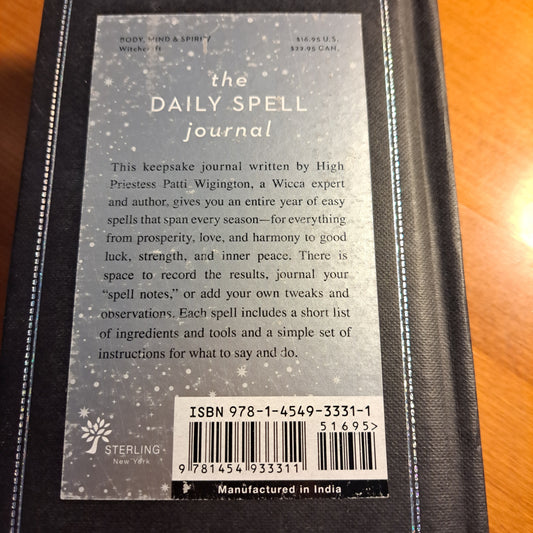 BODY, MIND & SPIRIT/
Witchcraft
$16.95 U.S.
$22.95 CAN.
the
DAILY SPELL
journal
This keepsake journal written by High
Priestess Patti Wigington, a Wicca expert
and author, gives you an entire year of easy
spells that span every season—for everything
from prosperity, love, and harmony to good
luck, strength, and inner peace. There is
space to record the results, journal your
“spell notes,” or add your own tweaks and
observations. Each spell includes a short list
of ingredients and tools and a simple set of
instructions for what to say and do.
ISBN 978-1-4549-3331-1
51695>
9 781454 933311
STERLING
New York
Manufactured in India